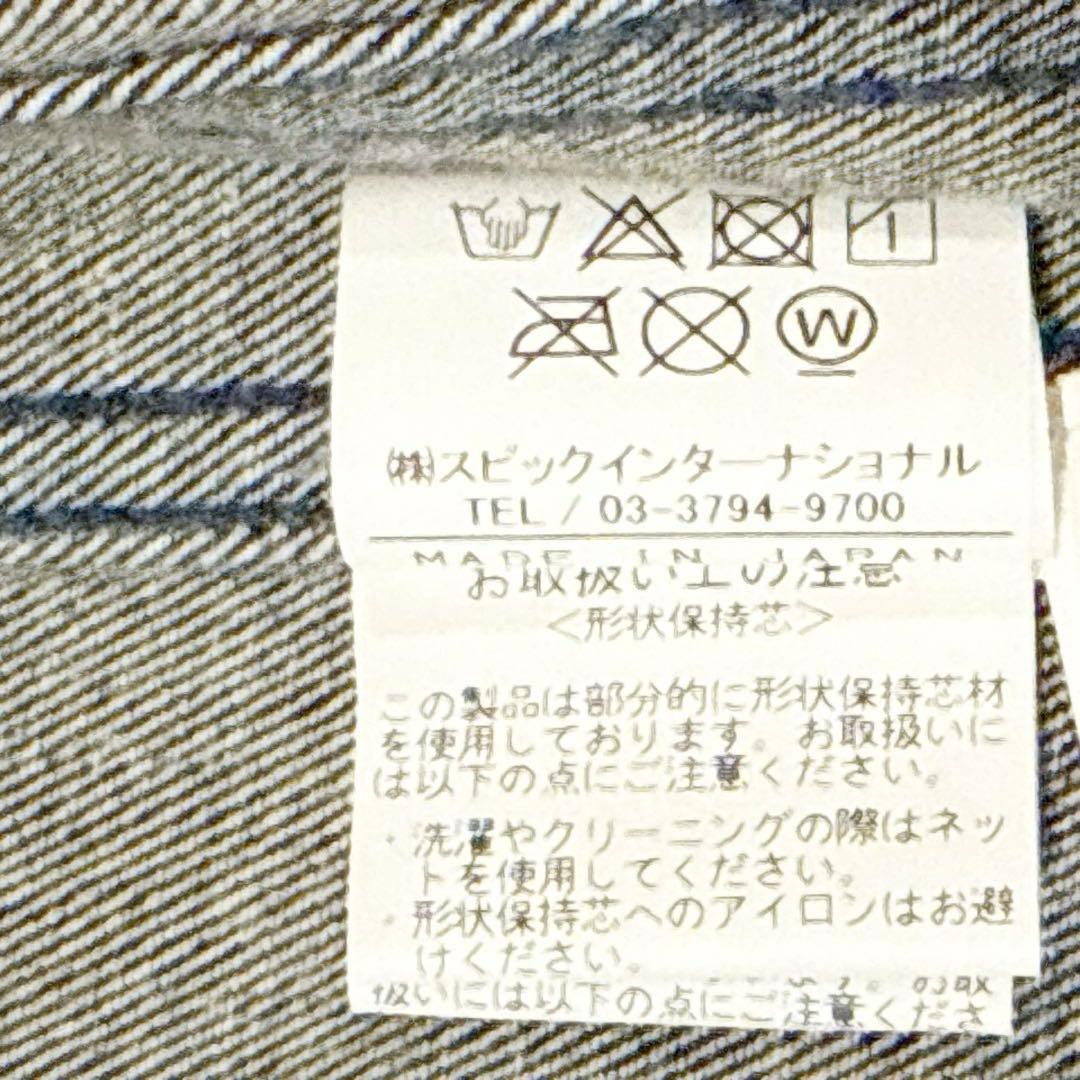 W
(株)スピックインターナショナル
TEL / 03-3794-9700
MADE IN JAPAN
お取扱い上の注意
<形状保持芯>
この製品は部分的に形状保持芯材
を使用しております。お取扱いに
は以下の点にご注意ください。
・洗濯やクリーニングの際はネッ
トを使用してください。
・形状保持芯へのアイロンはお避
けください。
扱いには以下の点にご注意くださ